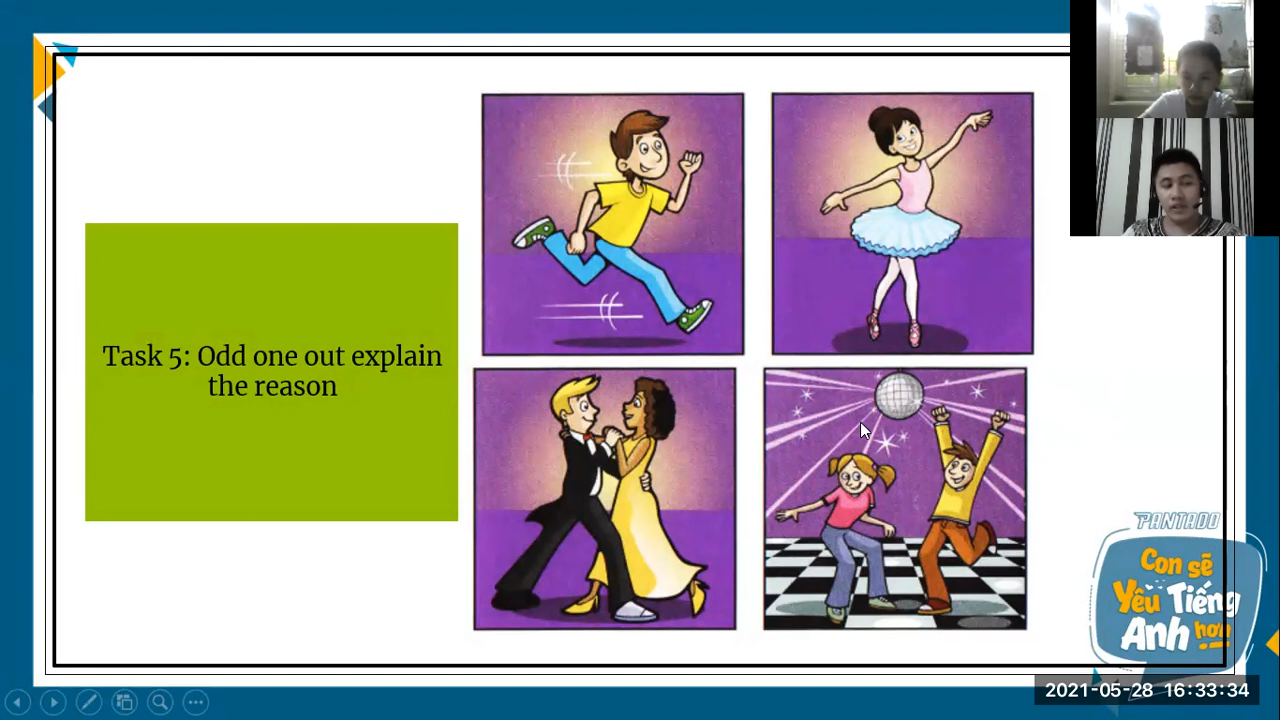 Task 5: Odd one out explain
the reason
PANTADO
Con sẽ
Yêu Tiếng
Anh hơn
2021-05-28 16:33:34